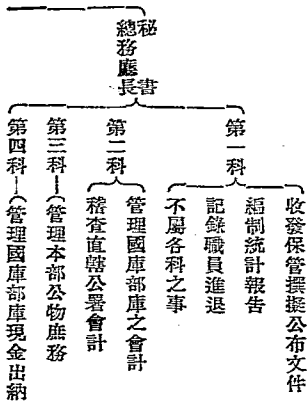 秘書
總務廳長
第一科
收發保管撰擬公布文件
編制統計報告
記錄職員進退
不屬各科之事
第二科
管理國庫部庫之會計
稽查直轄公署會計
第三科
管理本部公物庶務
第四科
管理國庫部庫現金出納